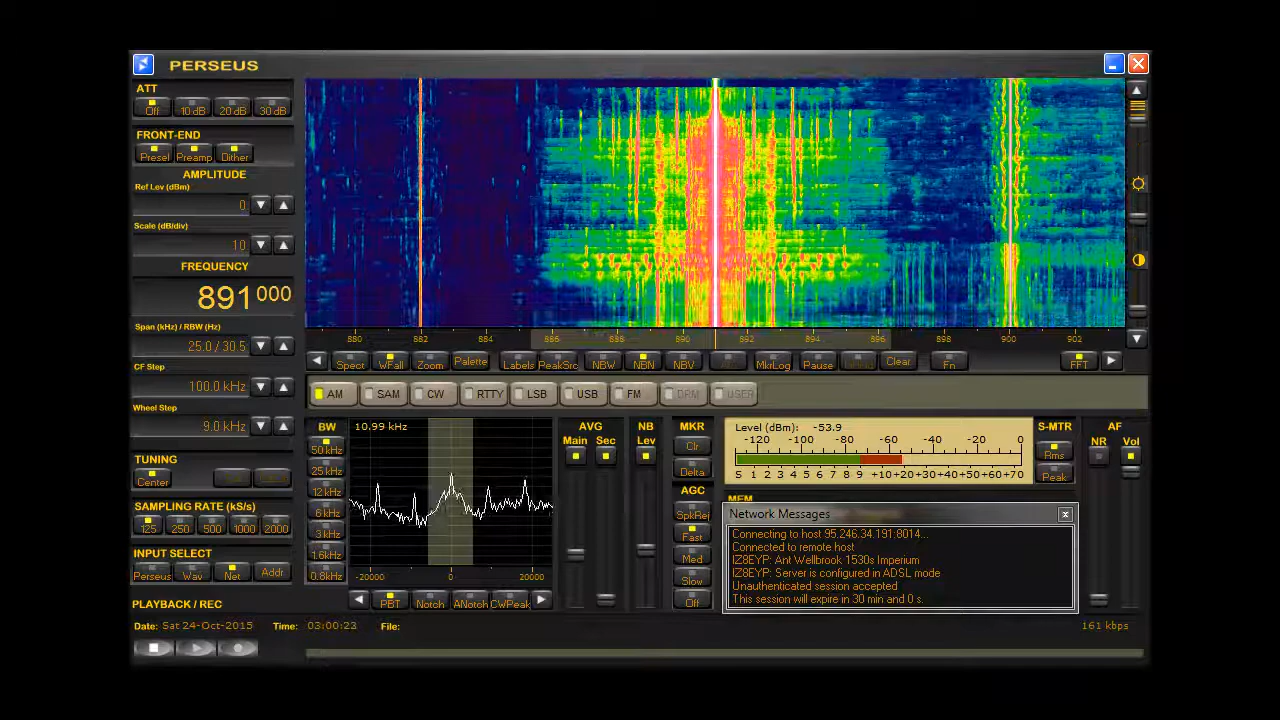 PERSEUS
ATT
Off 10 dB 20 dB 30 dB
FRONT-END
Presel Preamp Dither
AMPLITUDE
Ref Lev (dBm)
0
Scale (dB/div)
10
FREQUENCY
891 000
Span (kHz) / RBW (Hz)
25.0 / 30.5
CF Step
100.0 kHz
Wheel Step
9.0 kHz
TUNING
Center
SAMPLING RATE (kS/s)
125 250 500 1000 2000
INPUT SELECT
Perseus Wav Net Addr
PLAYBACK / REC
Date: Sat 24-Oct-2015 Time: 03:00:23 File:
880 882 884 886 888 890 892 894 896 898 900 902
Spect WFall Zoom Palette Labels PeakSrc NBW NBN NBV MkrLog Pause Clear Fn FFT
AM SAM CW RTTY LSB USB FM DRM USER
BW
50 kHz
25 kHz
12 kHz
6 kHz
3 kHz
1.6kHz
0.8kHz
10.99 kHz
-20000 0 20000
PBT Notch ANotch CWPeak
AVG
Main Sec
NB
Lev
MKR
Clr
Delta
AGC
SpkRej
Fast
Med
Slow
Off
Level (dBm): -53.9
-120 -100 -80 -60 -40 -20 0
S 1 2 3 4 5 6 7 8 9 +10 +20 +30 +40 +50 +60 +70
S-MTR
Rms
Peak
AF
NR Vol
MEM
Network Messages
Connecting to host 95.246.34.191:8014...
Connected to remote host
IZ8EYP: Ant Wellbrook 1530s Imperium
IZ8EYP: Server is configured in ADSL mode
Unauthenticated session accepted
This session will expire in 30 min and 0 s.
161 kbps